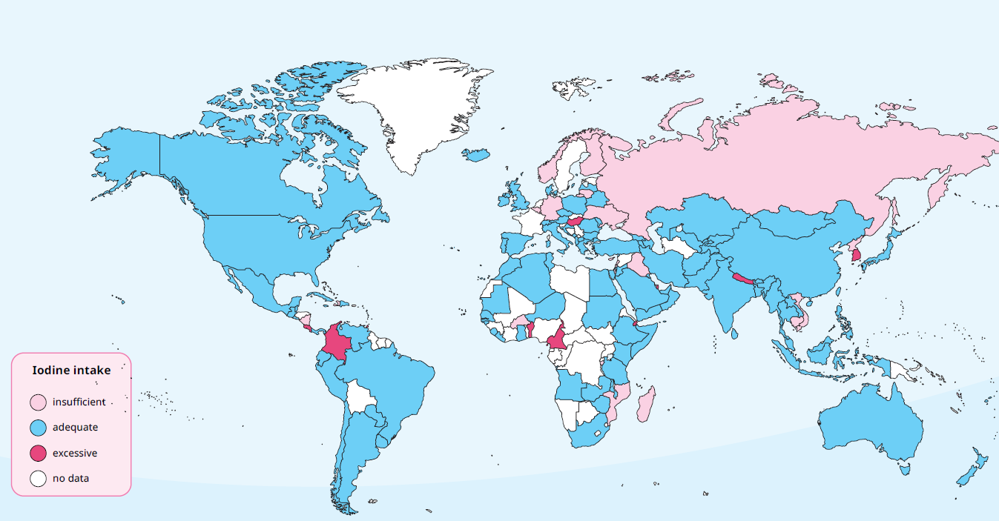 Iodine intake
insufficient
adequate
excessive
no data